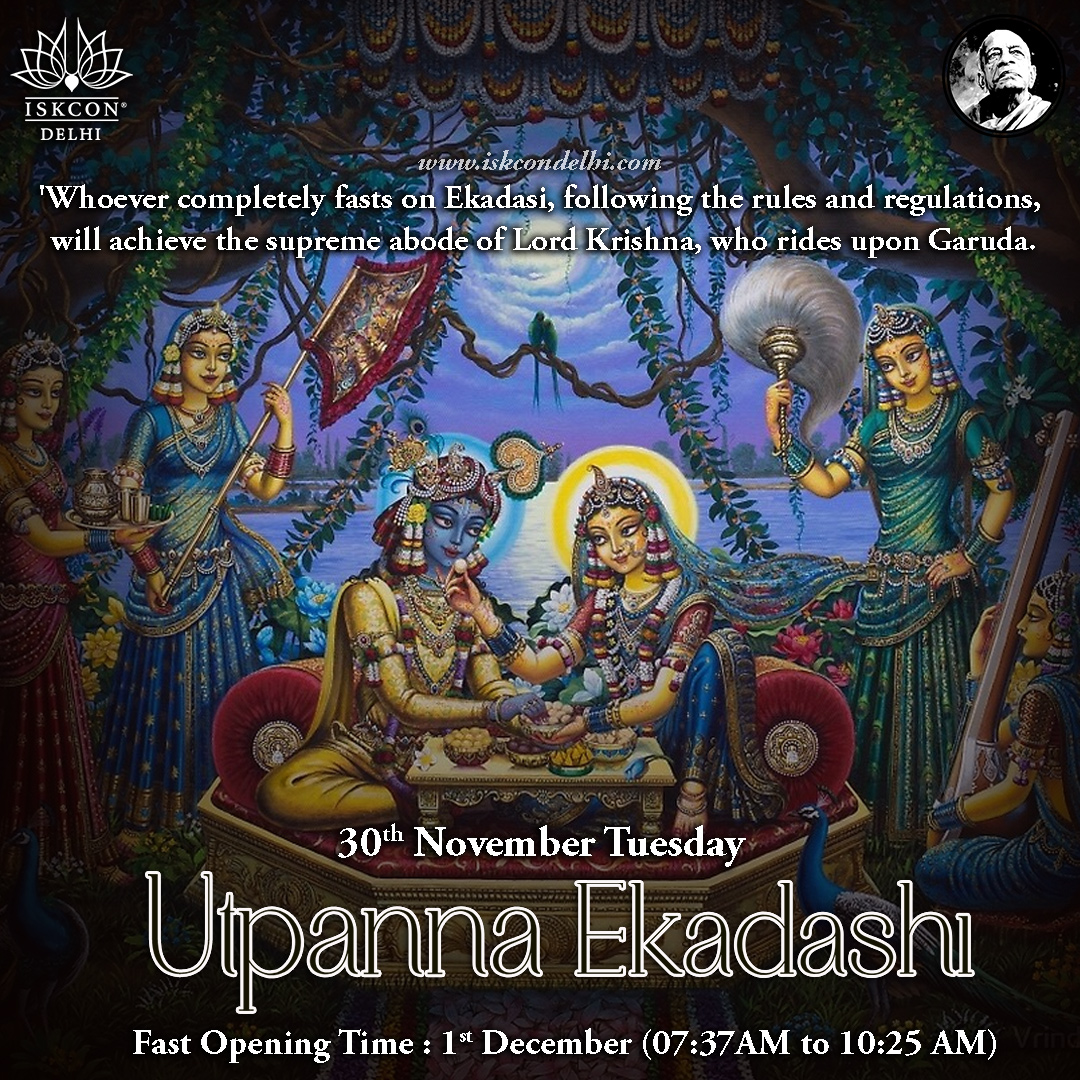 ISKCON®
DELHI
www.iskcondelhi.com
'Whoever completely fasts on Ekadasi, following the rules and regulations,
will achieve the supreme abode of Lord Krishna, who rides upon Garuda.
30th November Tuesday
Utpanna Ekadashi
Fast Opening Time : 1st December (07:37AM to 10:25 AM)